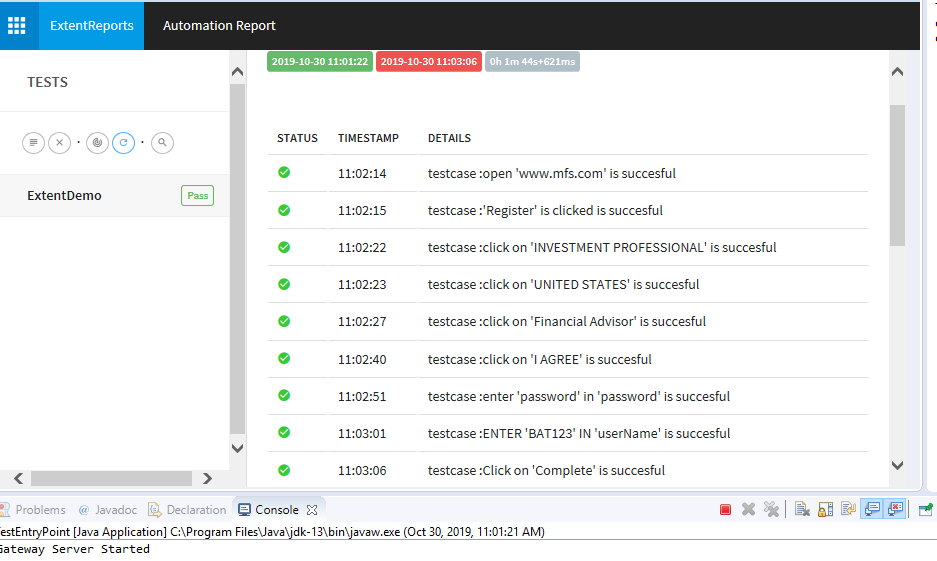 ExtentReports Automation Report
TESTS
ExtentDemo Pass
2019-10-30 11:01:22 2019-10-30 11:03:06 0h 1m 44s+621ms
STATUS TIMESTAMP DETAILS
11:02:14 testcase :open 'www.mfs.com' is succesful
11:02:15 testcase :'Register' is clicked is succesful
11:02:22 testcase :click on 'INVESTMENT PROFESSIONAL' is succesful
11:02:23 testcase :click on 'UNITED STATES' is succesful
11:02:27 testcase :click on 'Financial Advisor' is succesful
11:02:40 testcase :click on 'I AGREE' is succesful
11:02:51 testcase :enter 'password' in 'password' is succesful
11:03:01 testcase :ENTER 'BAT123' IN 'userName' is succesful
11:03:06 testcase :Click on 'Complete' is succesful
Problems @ Javadoc Declaration Console
TestEntryPoint [Java Application] C:\Program Files\Java\jdk-13\bin\javaw.exe (Oct 30, 2019, 11:01:21 AM)
Gateway Server Started